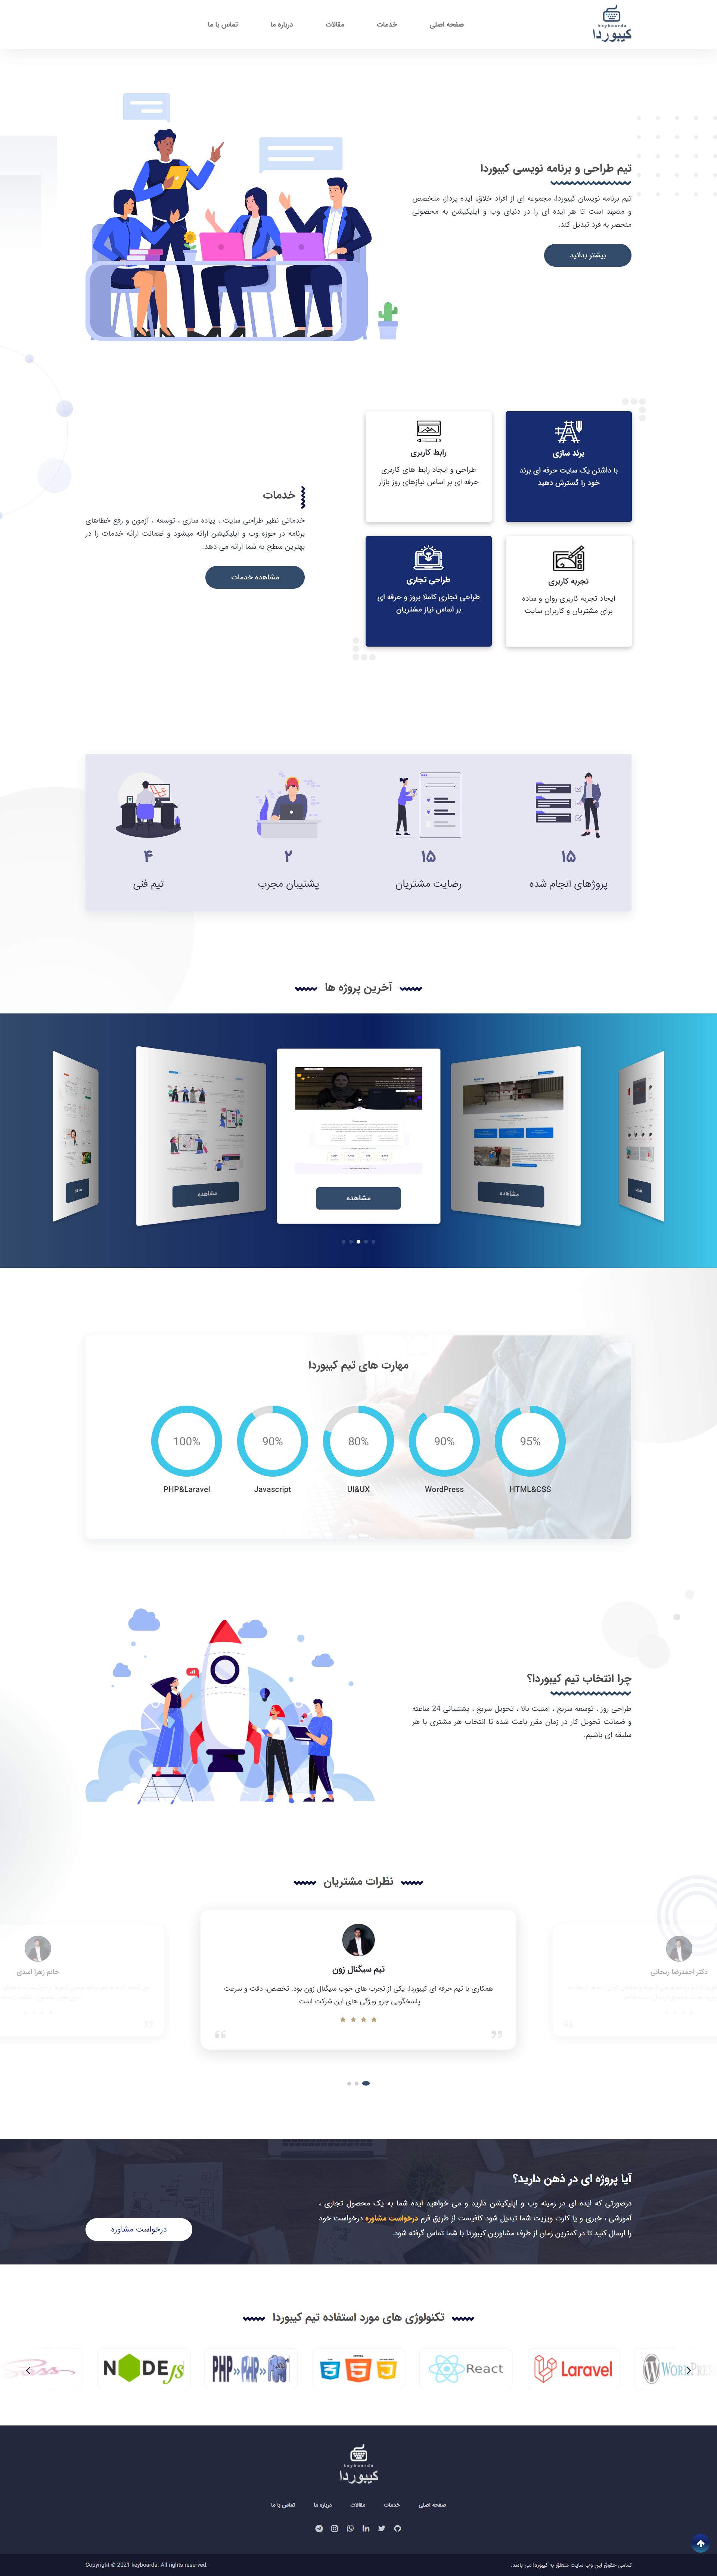 keyboarda
کیبوردا
صفحه اصلی
خدمات
مقالات
درباره ما
تماس با ما
تیم طراحی و برنامه نویسی کیبوردا
تیم برنامه نویسان کیبوردا، مجموعه ای از افراد خلاق، ایده پرداز، متخصص
و متعهد است تا هر ایده ای را در دنیای وب و اپلیکیشن به محصولی
منحصر به فرد تبدیل کند.
بیشتر بدانید
برند سازی
با داشتن یک سایت حرفه ای برند
خود را گسترش دهید
رابط کاربری
طراحی و ایجاد رابط های کاربری
حرفه ای بر اساس نیازهای روز بازار
تجربه کاربری
ایجاد تجربه کاربری روان و ساده
برای مشتریان و کاربران سایت
طراحی تجاری
طراحی تجاری کاملا بروز و حرفه ای
بر اساس نیاز مشتریان
خدمات
خدماتی نظیر طراحی سایت ، پیاده سازی ، توسعه ، آزمون و رفع خطاهای
برنامه در حوزه وب و اپلیکیشن ارائه میشود و ضمانت ارائه خدمات را در
بهترین سطح به شما ارائه می دهد.
مشاهده خدمات
۱۵
پروژهای انجام شده
۱۵
رضایت مشتریان
۲
پشتیبان مجرب
۴
تیم فنی
آخرین پروژه ها
مشاهده
مشاهده
مشاهده
مشاهده
مشاهده
مهارت های تیم کیبوردا
100%
90%
80%
90%
95%
PHP&Laravel
Javascript
UI&UX
WordPress
HTML&CSS
چرا انتخاب تیم کیبوردا؟
طراحی روز ، توسعه سریع ، امنیت بالا ، تحویل سریع ، پشتیبانی 24 ساعته
و ضمانت تحویل کار در زمان مقرر باعث شده تا انتخاب هر مشتری با هر
سلیقه ای باشیم.
نظرات مشتریان
دکتر احمدرضا ریحانی
تیم سیگنال زون
همکاری با تیم حرفه ای کیبوردا، یکی از تجرب های خوب سیگنال زون بود. تخصص، دقت و سرعت
پاسخگویی جزو ویژگی های این شرکت است.
خانم زهرا اسدی
آیا پروژه ای در ذهن دارید؟
درصورتی که ایده ای در زمینه وب و اپلیکیشن دارید و می خواهید ایده شما به یک محصول تجاری ،
آموزشی ، خبری و یا کارت ویزیت شما تبدیل شود کافیست از طریق فرم درخواست مشاوره درخواست خود
را ارسال کنید تا در کمترین زمان از طرف مشاورین کیبوردا با شما تماس گرفته شود.
درخواست مشاوره
تکنولوژی های مورد استفاده تیم کیبوردا
Sass
NODE JS
PHP»PHP»
HTML
3 5 J
React
Laravel
WORDPRESS
keyboarda
کیبوردا
صفحه اصلی
خدمات
مقالات
درباره ما
تماس با ما
تمامی حقوق این وب سایت متعلق به کیبوردا می باشد.
Copyright © 2021 keyboarda. All rights reserved.